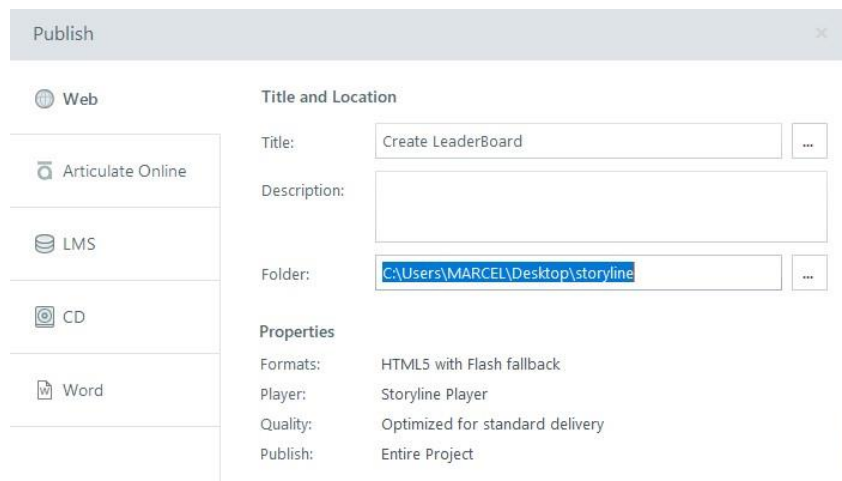 Publish
Web
Title and Location
Title: Create LeaderBoard ...
Articulate Online
Description:
LMS
Folder: C:\Users\MARCEL\Desktop\storyline ...
CD
Properties
Formats: HTML5 with Flash fallback
Word
Player: Storyline Player
Quality: Optimized for standard delivery
Publish: Entire Project